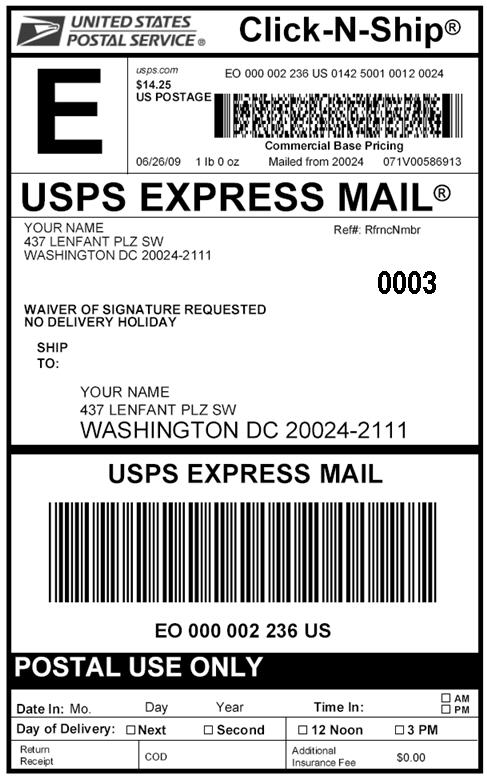 UNITED STATES
POSTAL SERVICE®
Click-N-Ship®
E
usps.com
$14.25
US POSTAGE
EO 000 002 236 US 0142 5001 0012 0024
Commercial Base Pricing
06/26/09 1 lb 0 oz Mailed from 20024 071V00586913
USPS EXPRESS MAIL®
YOUR NAME
437 LENFANT PLZ SW
WASHINGTON DC 20024-2111
Ref#: RfrncNmbr
0003
WAIVER OF SIGNATURE REQUESTED
NO DELIVERY HOLIDAY
SHIP
TO:
YOUR NAME
437 LENFANT PLZ SW
WASHINGTON DC 20024-2111
USPS EXPRESS MAIL
EO 000 002 236 US
POSTAL USE ONLY
Date In: Mo. Day Year Time In: AM
PM
Day of Delivery: Next Second 12 Noon 3 PM
Return
Receipt
COD
Additional
Insurance Fee
$0.00